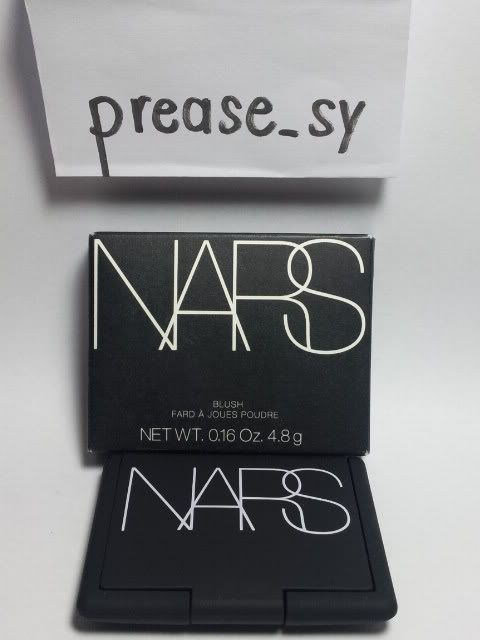 prease_sy
NARS
BLUSH
FARD À JOUES POUDRE
NET WT. 0.16 Oz. 4.8 g
NARS